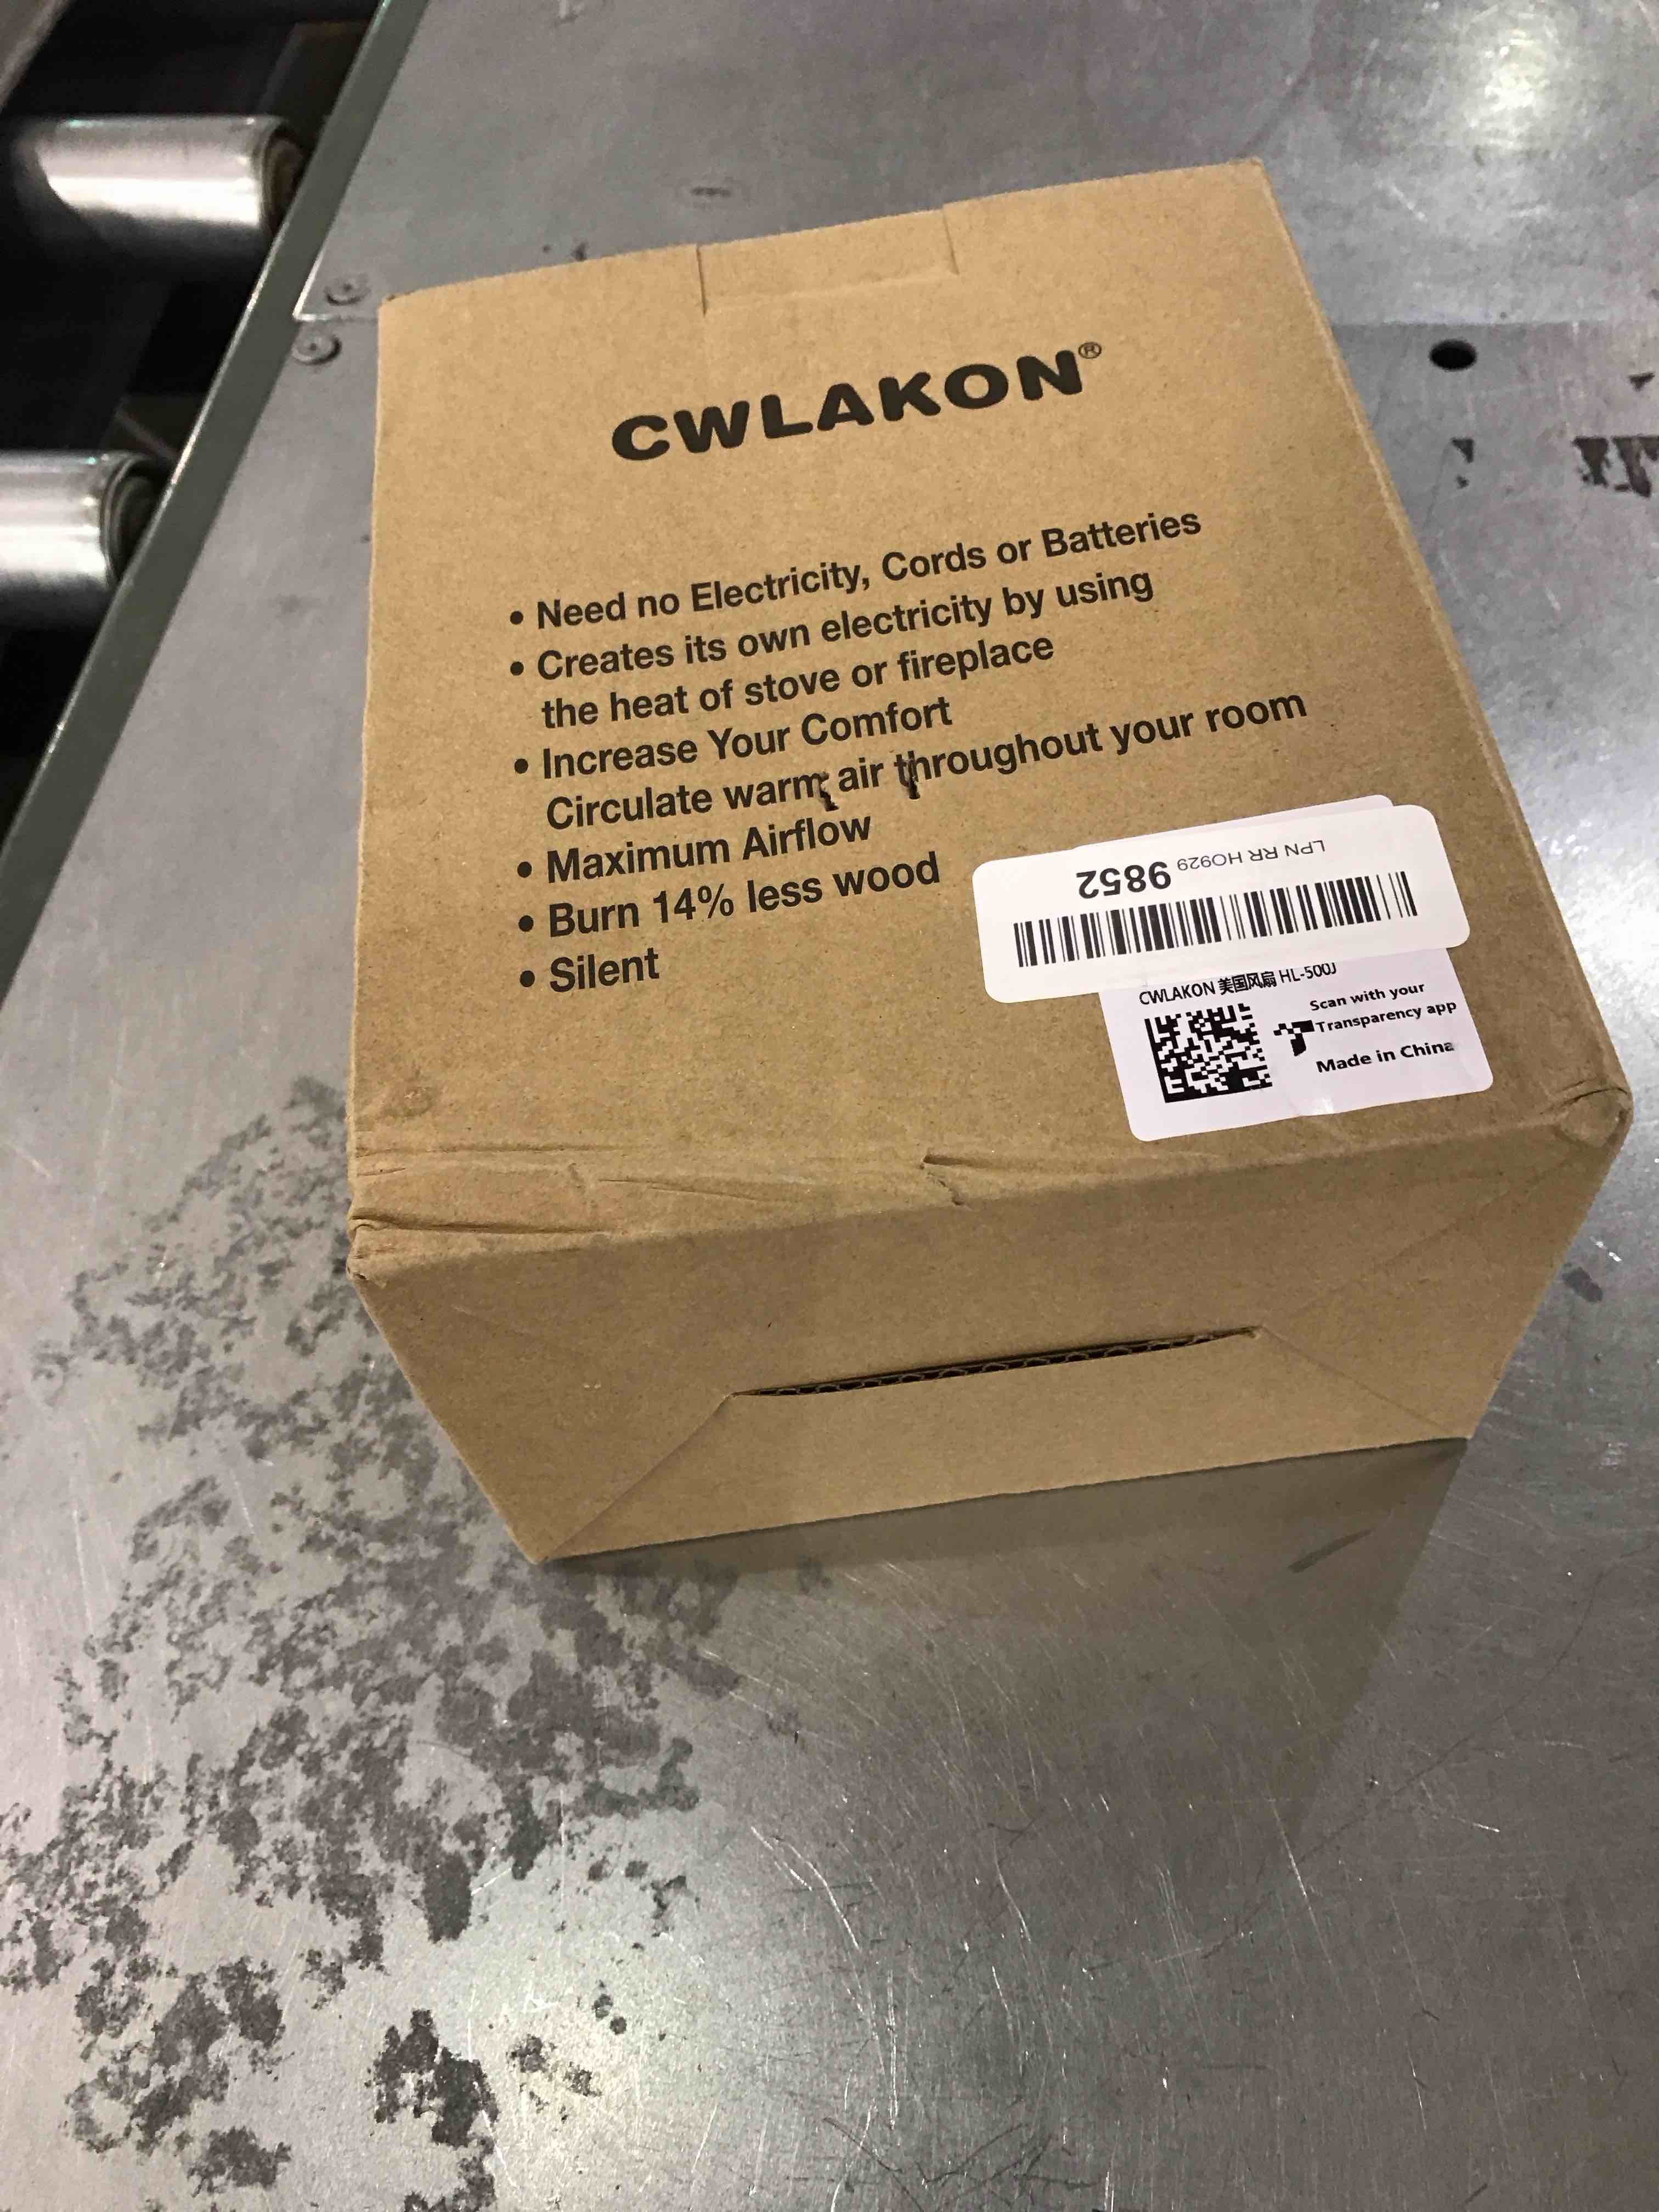 CWLAKON®
• Need no Electricity, Cords or Batteries
• Creates its own electricity by using
the heat of stove or fireplace
• Increase Your Comfort
Circulate warm air throughout your room
• Maximum Airflow
• Burn 14% less wood
• Silent
LPN RR HO929 9852
CWLAKON 美国风扇 HL-500J
Scan with your
Transparency app
Made in China